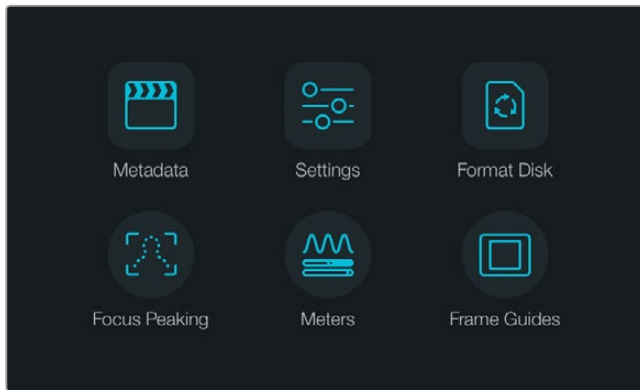 Metadata
Settings
Format Disk
Focus Peaking
Meters
Frame Guides